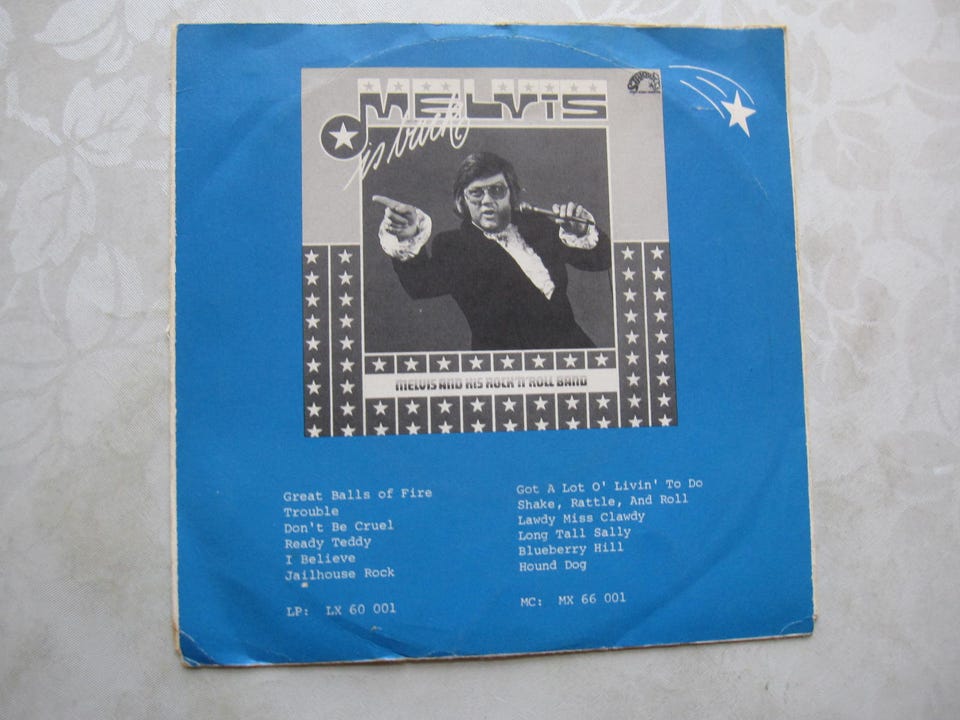 MELVIS
is back
MELVIS AND HIS ROCK'N'ROLL BAND
Great Balls of Fire
Trouble
Don't Be Cruel
Ready Teddy
I Believe
Jailhouse Rock
LP: LX 60 001
Got A Lot O' Livin' To Do
Shake, Rattle, And Roll
Lawdy Miss Clawdy
Long Tall Sally
Blueberry Hill
Hound Dog
MC: MX 66 001